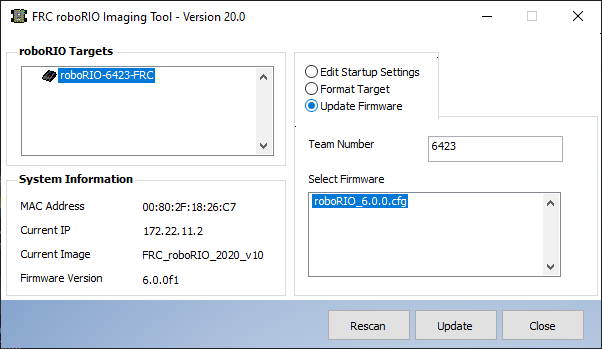 FRC roboRIO Imaging Tool - Version 20.0
roboRIO Targets
roboRIO-6423-FRC
Edit Startup Settings
Format Target
Update Firmware
Team Number 6423
Select Firmware
roboRIO_6.0.0.cfg
System Information
MAC Address 00:80:2F:18:26:C7
Current IP 172.22.11.2
Current Image FRC_roboRIO_2020_v10
Firmware Version 6.0.0f1
Rescan Update Close